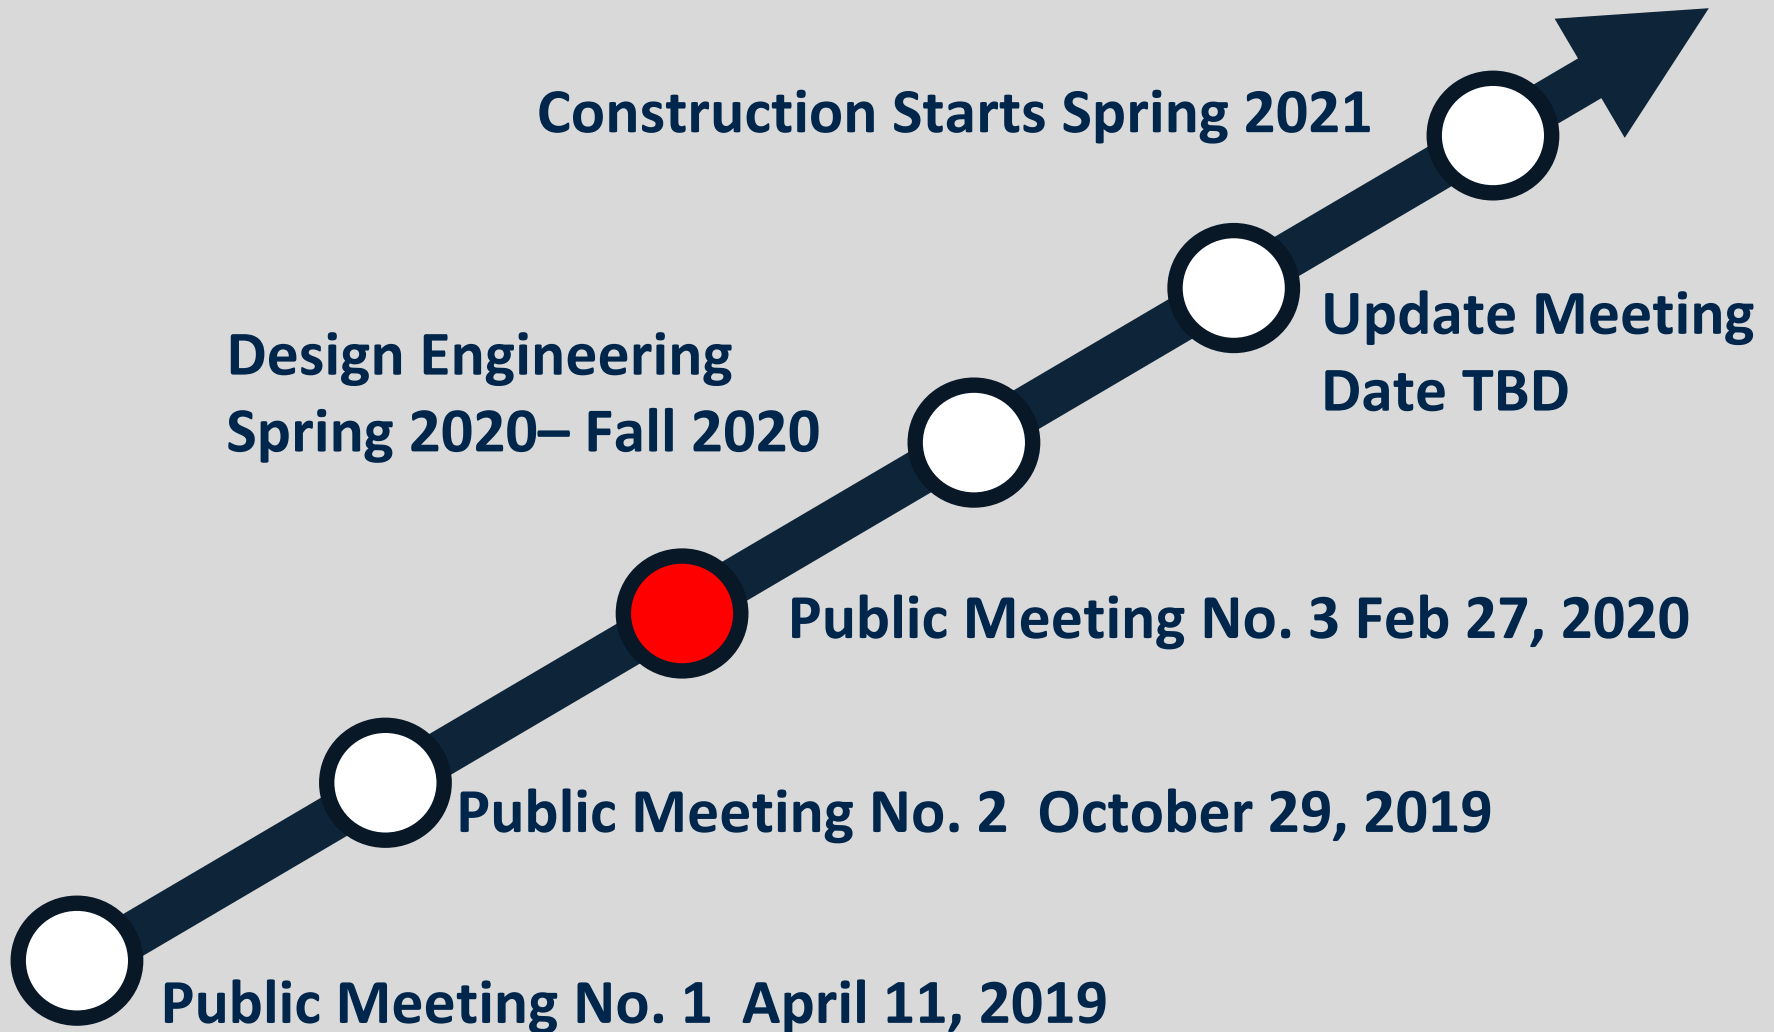 Construction Starts Spring 2021
Update Meeting
Date TBD
Design Engineering
Spring 2020– Fall 2020
Public Meeting No. 3 Feb 27, 2020
Public Meeting No. 2  October 29, 2019
Public Meeting No. 1  April 11, 2019